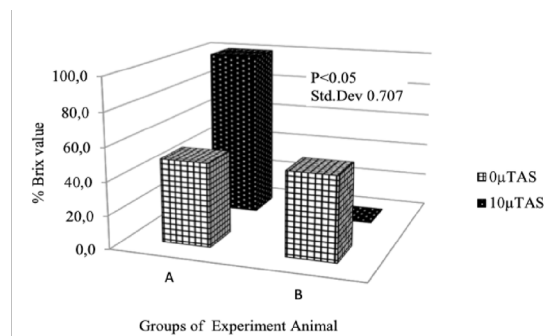 100,0
80,0
60,0
40,0
20,0
0,0
% Brix value
P<0.05
Std.Dev 0.707
0µTAS
10µTAS
A
B
Groups of Experiment Animal